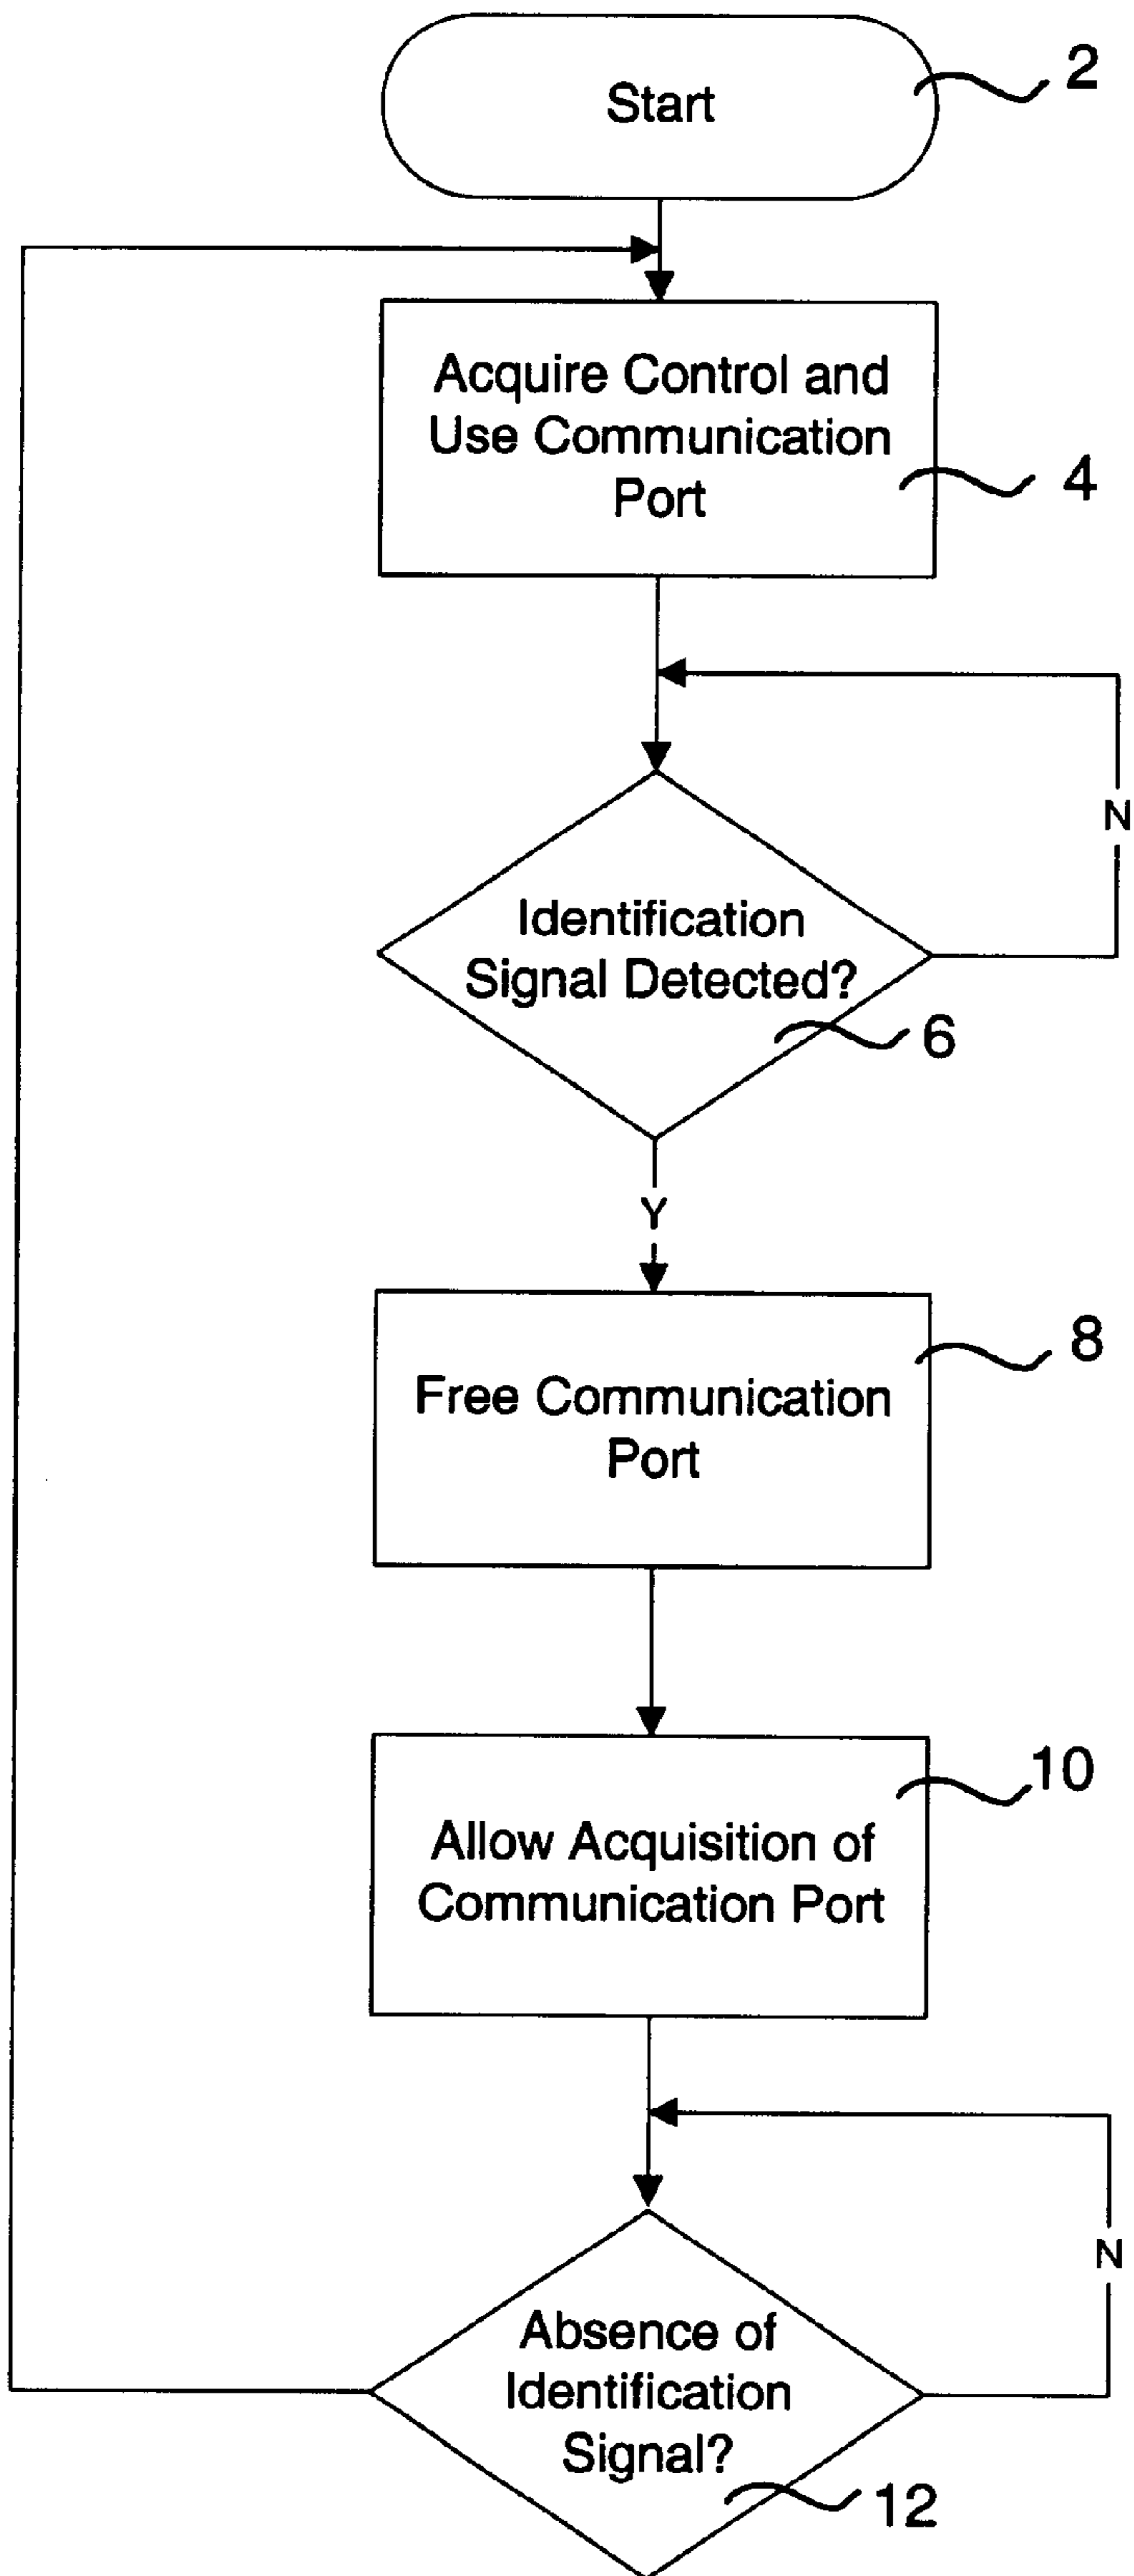 Start
2
Acquire Control and
Use Communication
Port
4
N
Identification
Signal Detected?
6
Y
8
Free Communication
Port
10
Allow Acquisition of
Communication Port
N
Absence of
Identification
Signal?
12